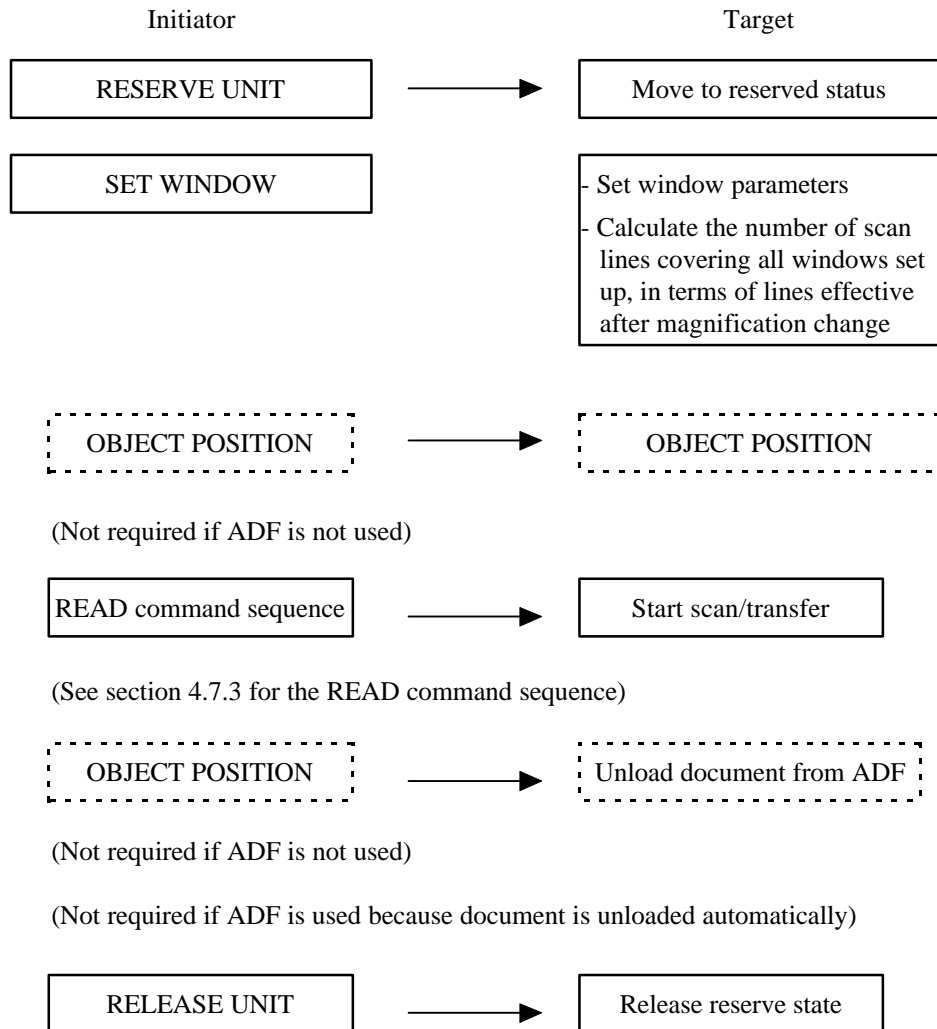 Initiator Target
RESERVE UNIT Move to reserved status
SET WINDOW - Set window parameters
- Calculate the number of scan
lines covering all windows set
up, in terms of lines effective
after magnification change
OBJECT POSITION OBJECT POSITION
(Not required if ADF is not used)
READ command sequence Start scan/transfer
(See section 4.7.3 for the READ command sequence)
OBJECT POSITION Unload document from ADF
(Not required if ADF is not used)
(Not required if ADF is used because document is unloaded automatically)
RELEASE UNIT Release reserve state